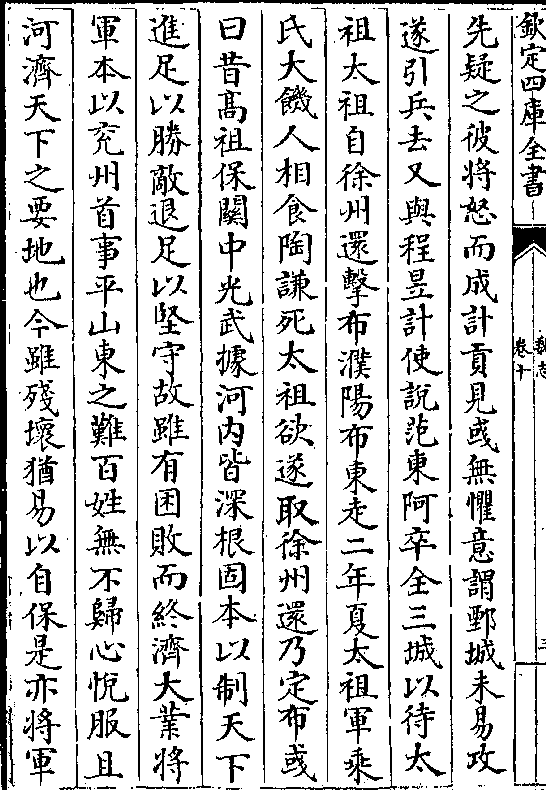 欽定四庫全書
魏志
卷十
三
先疑之彼將怒而成計貢見彧無懼意謂鄄城未易攻
遂引兵去又與程昱計使說范東阿卒全三城以待太
祖太祖自徐州還擊布濮陽布東走二年夏太祖軍乘
氏大饑人相食陶謙死太祖欲遂取徐州還乃定布彧
曰昔髙祖保關中光武據河内皆深根固本以制天下
進足以勝敵退足以堅守故雖有困敗而終濟大業將
軍本以兖州首事平山東之難百姓無不歸心悅服且
河濟天下之要地也今雖殘壞猶易以自保是亦將軍